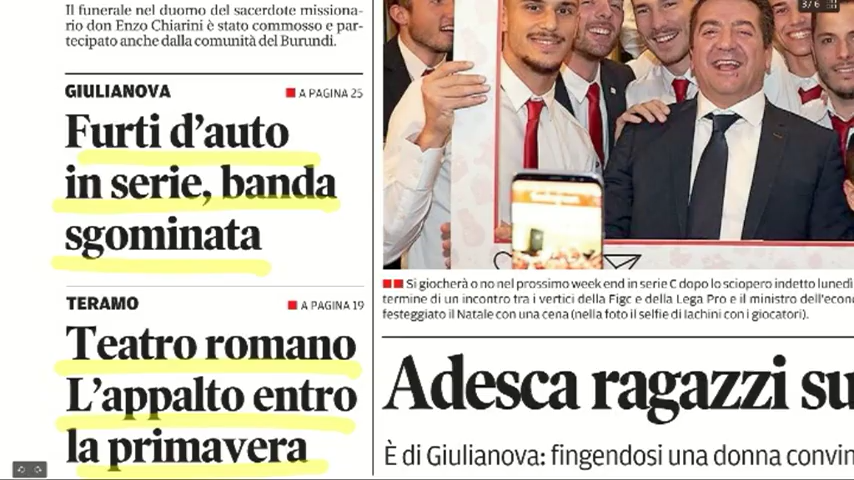 Il funerale nel duomo del sacerdote missiona-
rio don Enzo Chiarini è stato commosso e par-
tecipato anche dalla comunità del Burundi.
GIULIANOVA
A PAGINA 25
Furti d'auto
in serie, banda
sgominata
TERAMO
A PAGINA 19
Teatro romano
L'appalto entro
la primavera
3/6
Si giocherà o no nel prossimo week end in serie C dopo lo sciopero indetto lunedì
termine di un incontro tra i vertici della Figc e della Lega Pro e il ministro dell'econ
festeggiato il Natale con una cena (nella foto il selfie di Iachini con i giocatori).
Adesca ragazzi su
È di Giulianova: fingendosi una donna convin